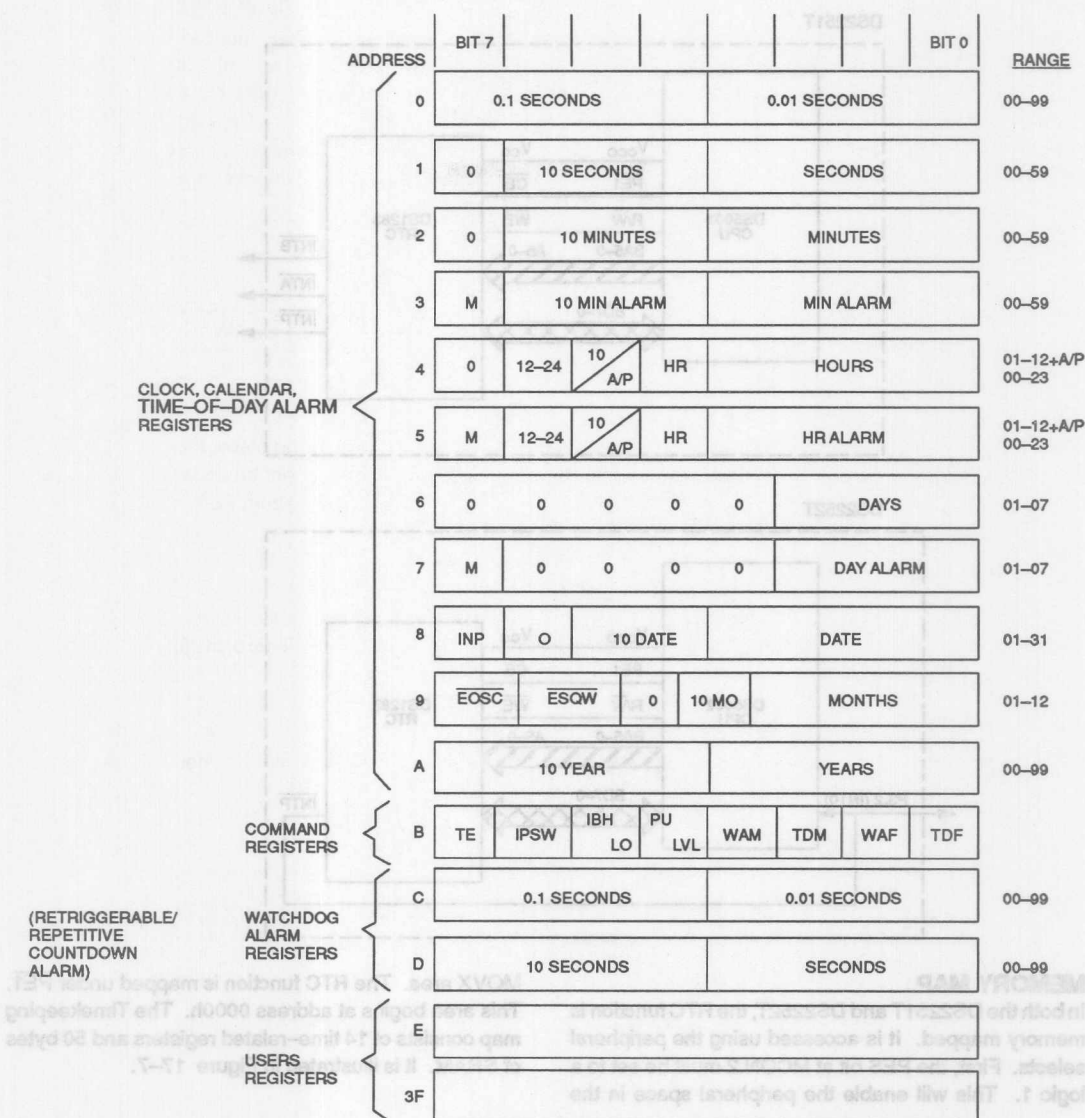 BIT 7 BIT 0
ADDRESS RANGE
0 0.1 SECONDS 0.01 SECONDS 00–99
1 0 10 SECONDS SECONDS 00–59
2 0 10 MINUTES MINUTES 00–59
3 M 10 MIN ALARM MIN ALARM 00–59
4 0 12–24 10 A/P HR HOURS 01–12+A/P 00–23
CLOCK, CALENDAR,
TIME–OF–DAY ALARM
REGISTERS
5 M 12–24 10 A/P HR HR ALARM 01–12+A/P 00–23
6 0 0 0 0 0 DAYS 01–07
7 M 0 0 0 0 DAY ALARM 01–07
8 INP O 10 DATE DATE 01–31
9 EOSC ESQW 0 10 MO MONTHS 01–12
A 10 YEAR YEARS 00–99
COMMAND
REGISTERS
B TE IPSW IBH LO PU LVL WAM TDM WAF TDF
C 0.1 SECONDS 0.01 SECONDS 00–99
(RETRIGGERABLE/
REPETITIVE
COUNTDOWN
ALARM)
WATCHDOG
ALARM
REGISTERS
D 10 SECONDS SECONDS 00–99
E
USERS
REGISTERS
3F